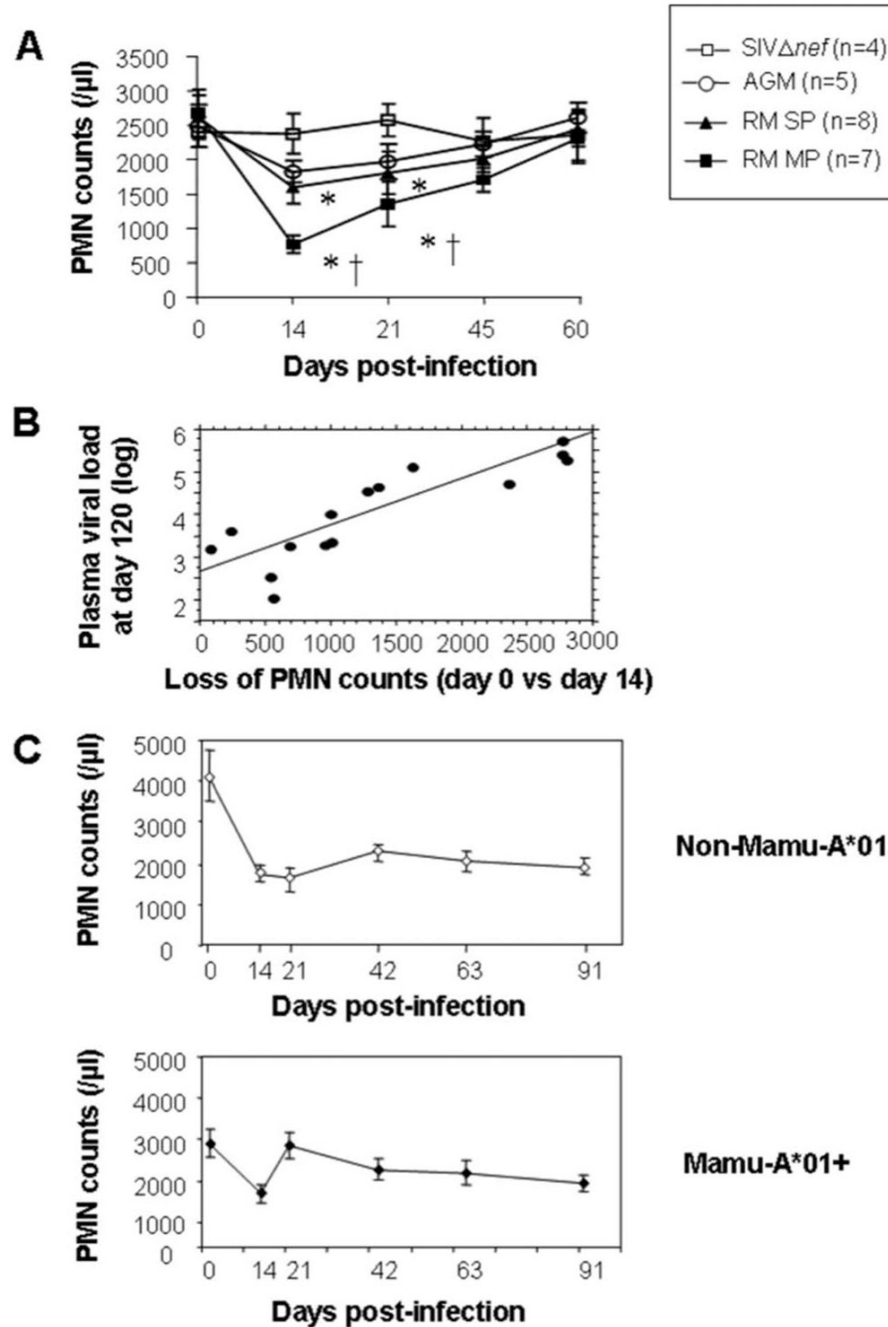 A
PMN counts (/µl)
3500
3000
2500
2000
1500
1000
500
0
* *
* † * †
0 14 21 45 60
Days post-infection
SIVΔnef (n=4)
AGM (n=5)
RM SP (n=8)
RM MP (n=7)
B
Plasma viral load
at day 120 (log)
6
5
4
3
2
0 500 1000 1500 2000 2500 3000
Loss of PMN counts (day 0 vs day 14)
C
PMN counts (/µl)
5000
4000
3000
2000
1000
0
0 14 21 42 63 91
Days post-infection
Non-Mamu-A*01
PMN counts (/µl)
5000
4000
3000
2000
1000
0
0 14 21 42 63 91
Days post-infection
Mamu-A*01+